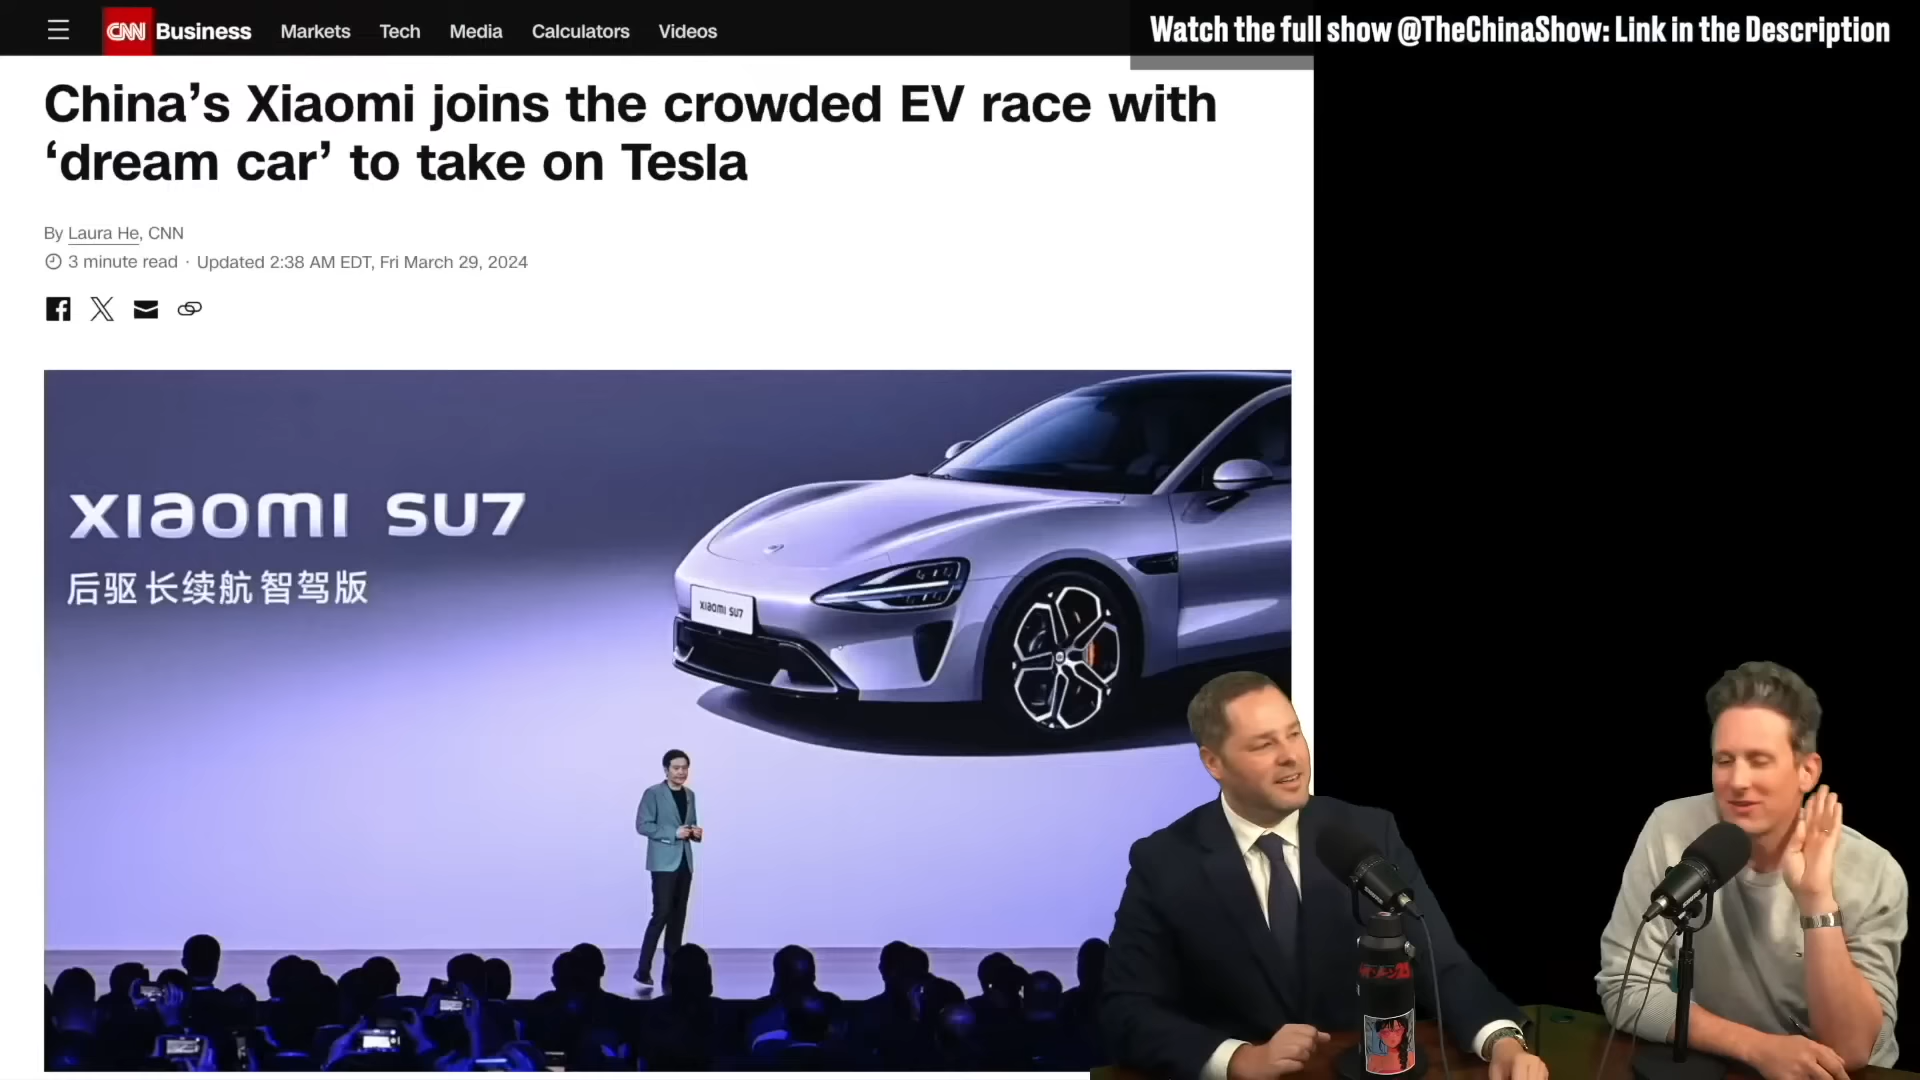 CNN Business Markets Tech Media Calculators Videos
Watch the full show @TheChinaShow: Link in the Description
China’s Xiaomi joins the crowded EV race with
‘dream car’ to take on Tesla
By Laura He, CNN
3 minute read · Updated 2:38 AM EDT, Fri March 29, 2024
xiaomi SU7
后驱 长续航 智驾版
xiaomi SU7